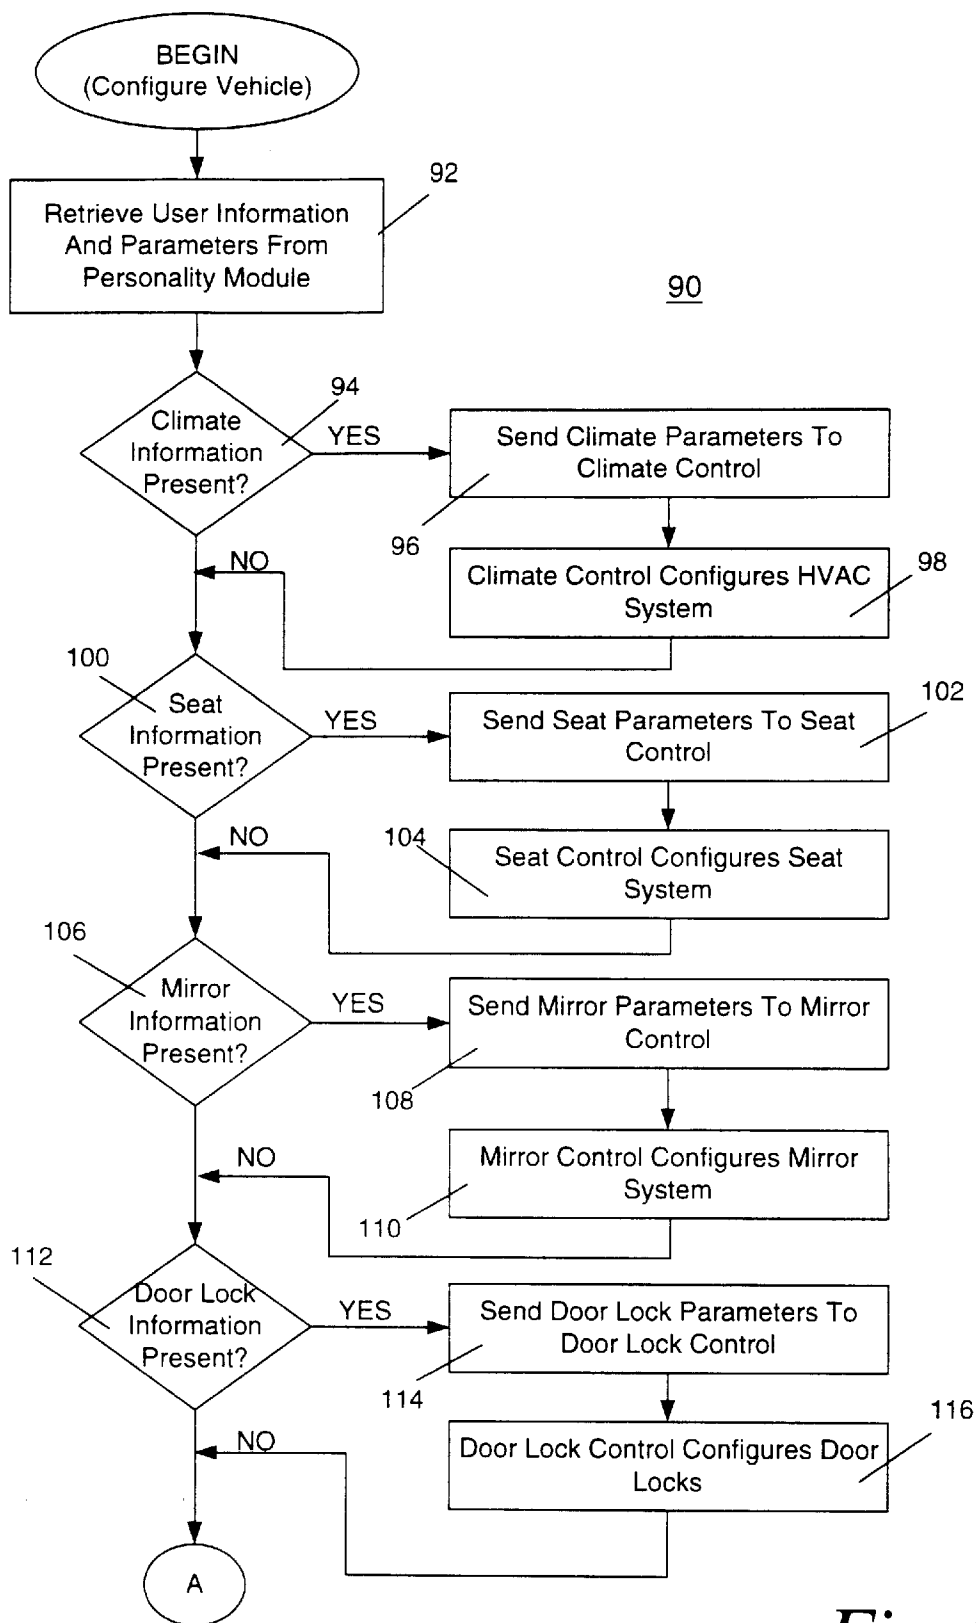 BEGIN
(Configure Vehicle)
92
Retrieve User Information
And Parameters From
Personality Module
90
94
Climate
Information
Present?
YES
Send Climate Parameters To
Climate Control
96
NO
Climate Control Configures HVAC
System
98
100
Seat
Information
Present?
YES
Send Seat Parameters To Seat
Control
102
NO
104
Seat Control Configures Seat
System
106
Mirror
Information
Present?
YES
Send Mirror Parameters To Mirror
Control
108
NO
Mirror Control Configures Mirror
System
110
112
Door Lock
Information
Present?
YES
Send Door Lock Parameters To
Door Lock Control
114
116
NO
Door Lock Control Configures Door
Locks
A